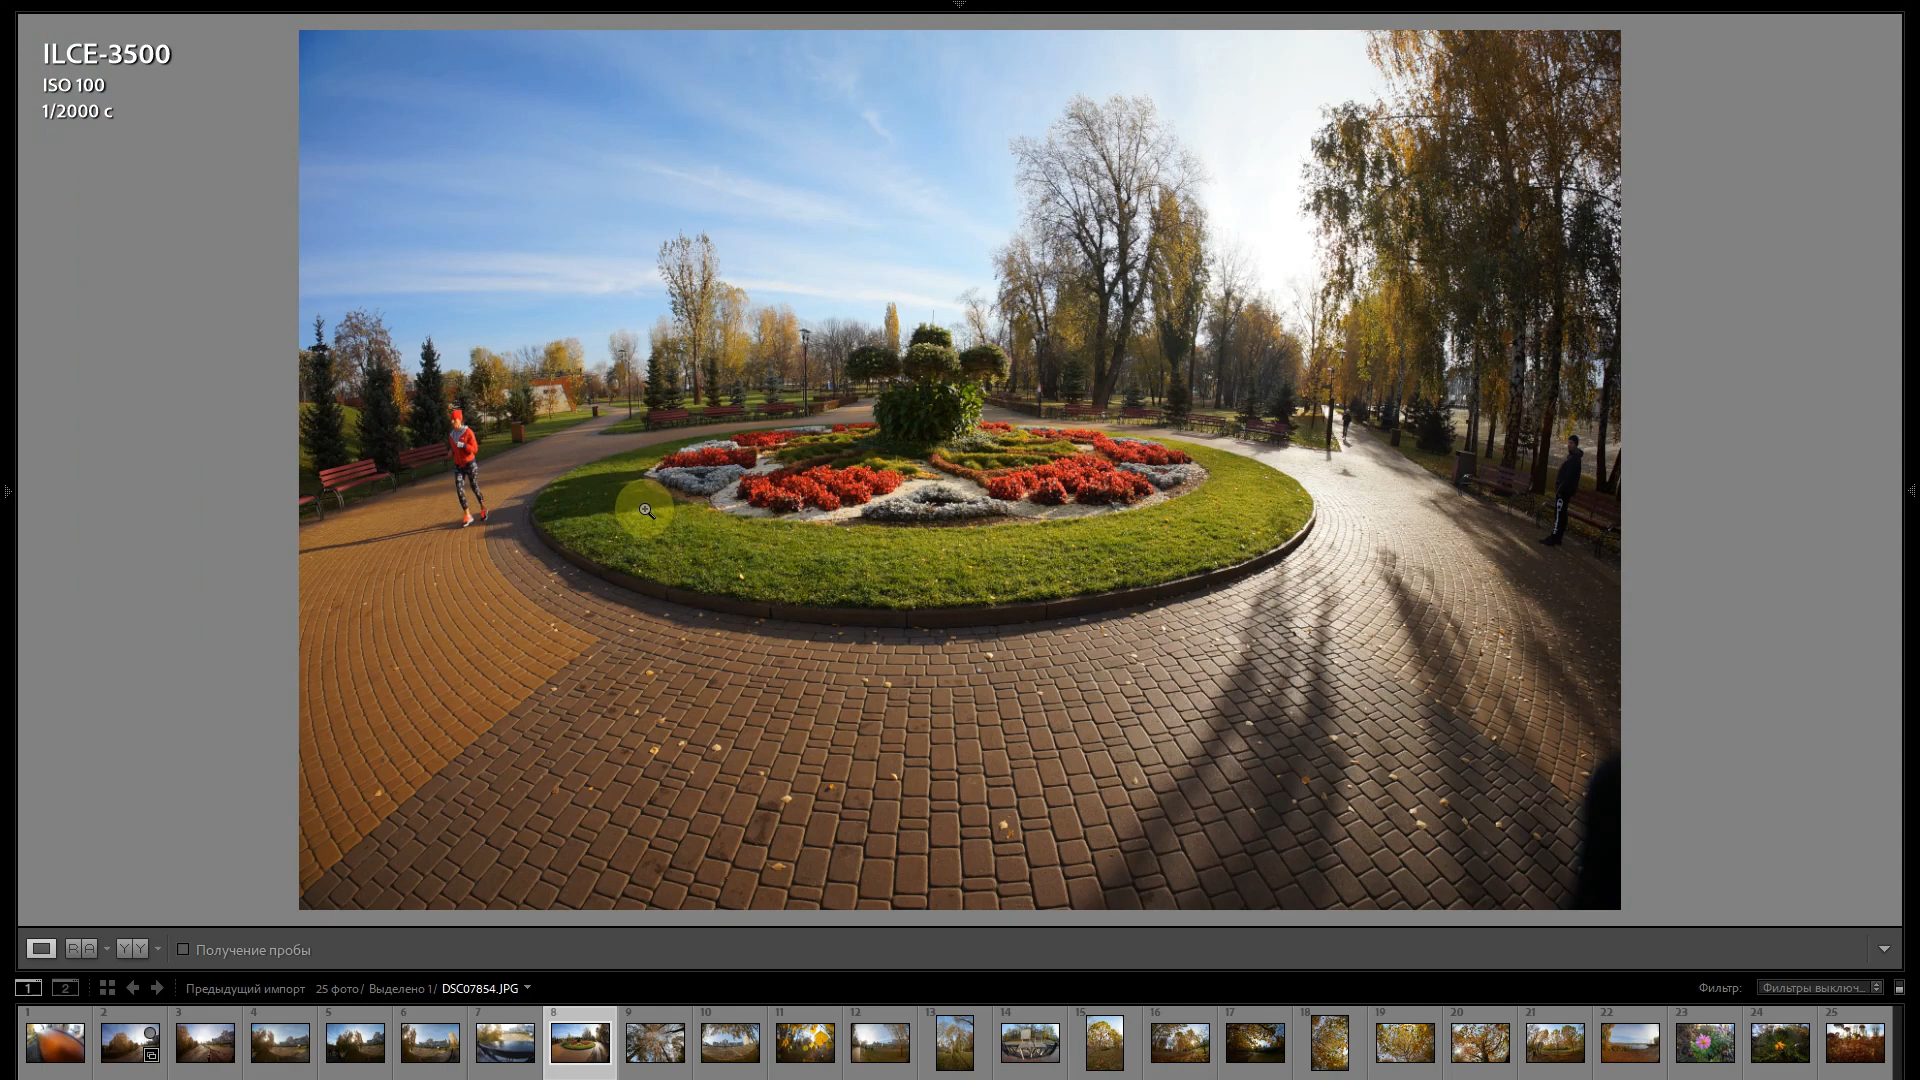 ILCE-3500
ISO 100
1/2000 с
RA
YY
Получение пробы
1
2
Предыдущий импорт 25 фото/ Выделено 1/ DSC07854.JPG
Фильтр: Фильтры выключ...
1 2 3 4 5 6 7 8 9 10 11 12 13 14 15 16 17 18 19 20 21 22 23 24 25